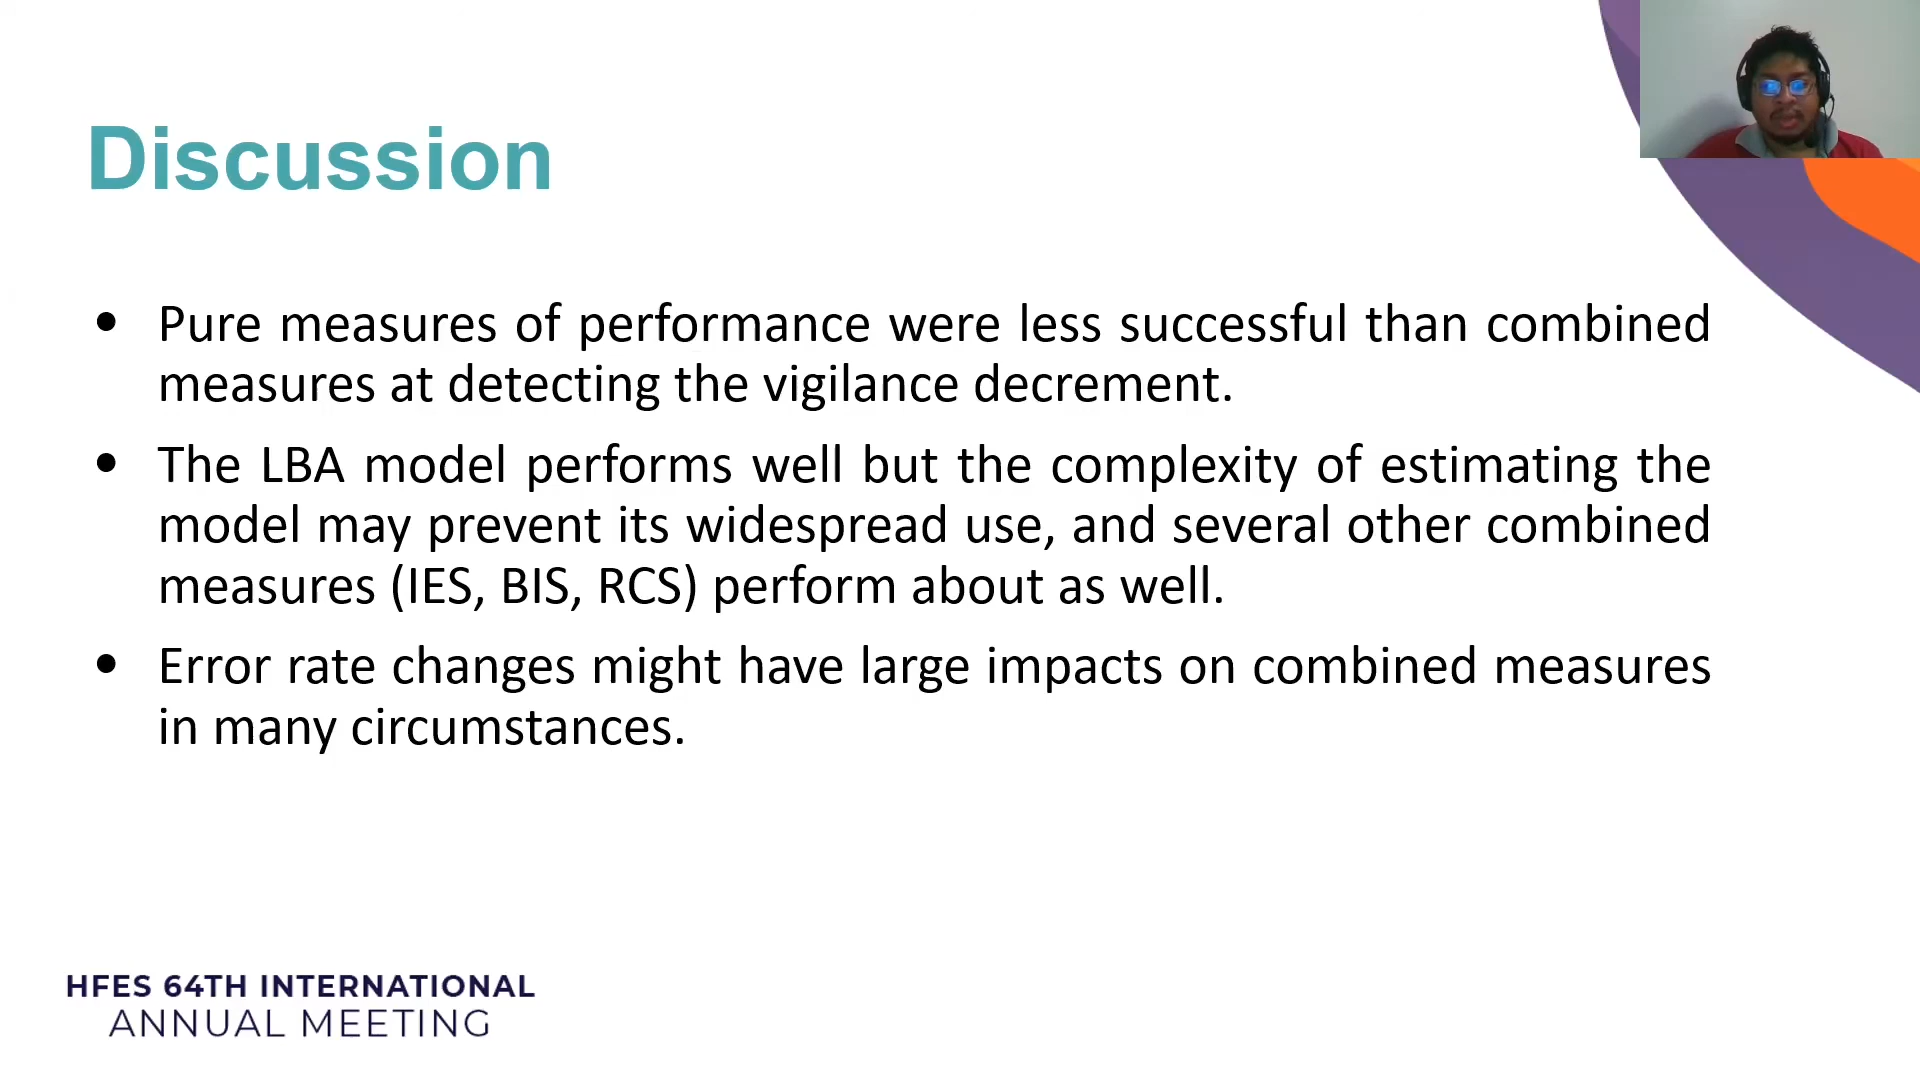 Discussion
• Pure measures of performance were less successful than combined
measures at detecting the vigilance decrement.
• The LBA model performs well but the complexity of estimating the
model may prevent its widespread use, and several other combined
measures (IES, BIS, RCS) perform about as well.
• Error rate changes might have large impacts on combined measures
in many circumstances.
HFES 64TH INTERNATIONAL
ANNUAL MEETING